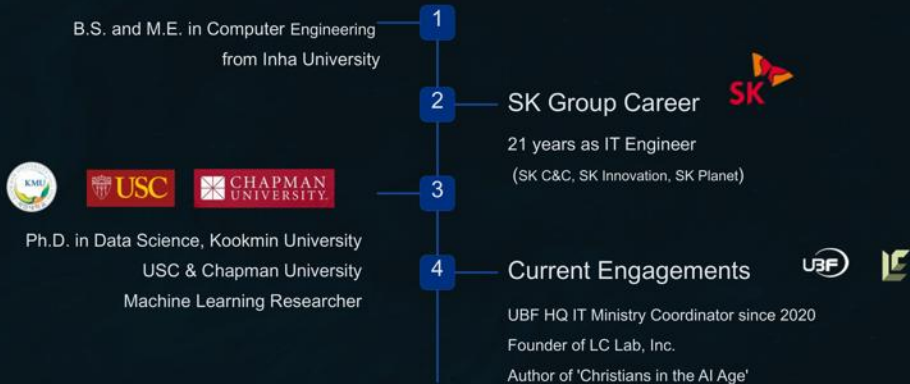 1
B.S. and M.E. in Computer Engineering
from Inha University
2
SK Group Career
SK
21 years as IT Engineer
(SK C&C, SK Innovation, SK Planet)
KMU
USC
CHAPMAN
UNIVERSITY
3
Ph.D. in Data Science, Kookmin University
USC & Chapman University
Machine Learning Researcher
4
Current Engagements
UBF
UBF HQ IT Ministry Coordinator since 2020
Founder of LC Lab, Inc.
Author of 'Christians in the AI Age'